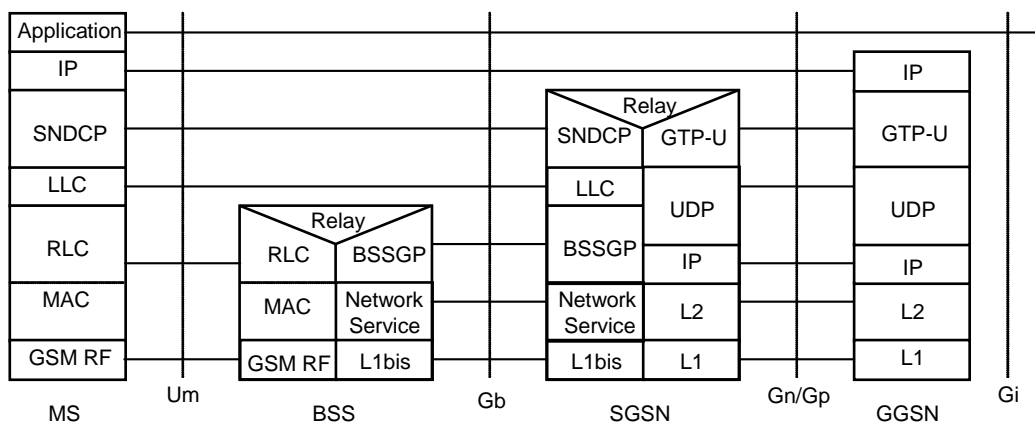 Application
IP
SNDCP
LLC
RLC
MAC
GSM RF
MS
Um
Relay
RLC
BSSGP
MAC
Network
Service
GSM RF
L1bis
BSS
Gb
Relay
SNDCP
GTP-U
LLC
UDP
BSSGP
IP
Network
Service
L2
L1bis
L1
SGSN
Gn/Gp
IP
GTP-U
UDP
IP
L2
L1
GGSN
Gi